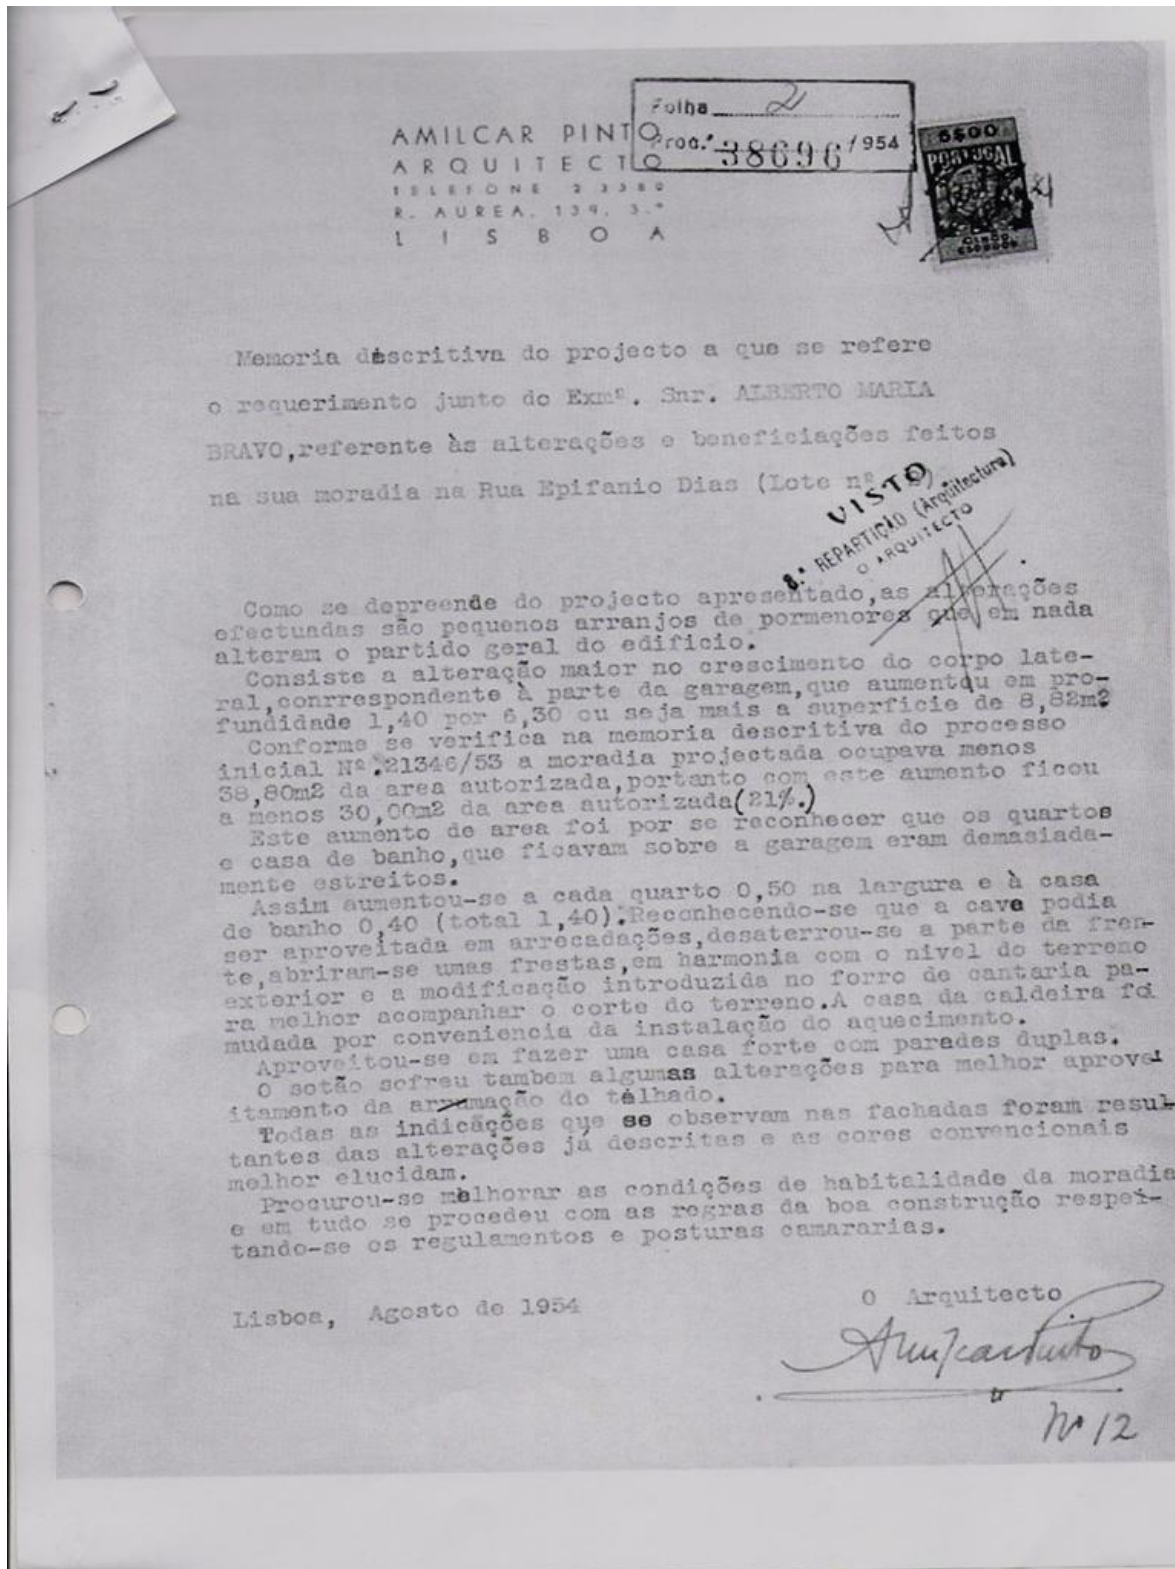 Folha 2
Proc.º 38696/954
AMILCAR PINTO
ARQUITECTO
TELEFONE 2 3380
R. AUREA, 139, 3.º
LISBOA
6$00
PORTUGAL
ESCUDOS
Memoria descritiva do projecto a que se refere
o requerimento junto do Exmº. Snr. ALBERTO MARIA
BRAVO,referente às alterações e beneficiações feitos
na sua moradia na Rua Epifanio Dias (Lote nº
VISTO
8.ª REPARTIÇÃO (Arquitectura)
O ARQUITECTO
Como se depreende do projecto apresentado,as alterações
efectuadas são pequenos arranjos de pormenores que em nada
alteram o partido geral do edificio.
Consiste a alteração maior no crescimento do corpo late-
ral,conrrespondente à parte da garagem,que aumentou em pro-
fundidade 1,40 por 6,30 ou seja mais a superficie de 8,82m2
Conforme se verifica na memoria descritiva do processo
inicial Nº.21346/53 a moradia projectada ocupava menos
38,80m2 da area autorizada,portanto com este aumento ficou
a menos 30,00m2 da area autorizada(21%.)
Este aumento de area foi por se reconhecer que os quartos
e casa de banho,que ficavam sobre a garagem eram demasiada-
mente estreitos.
Assim aumentou-se a cada quarto 0,50 na largura e à casa
de banho 0,40 (total 1,40).Reconhecendo-se que a cave podia
ser aproveitada em arrecadações,desaterrou-se a parte da fren-
te,abriram-se umas frestas,em harmonia com o nivel do terreno
exterior e a modificação introduzida no forro de cantaria pa-
ra melhor acompanhar o corte do terreno.A casa da caldeira foi
mudada por conveniencia da instalação do aquecimento.
Aproveitou-se em fazer uma casa forte com parades duplas.
O sotão sofreu tambem algumas alterações para melhor aprovei
itamento da arrumação do telhado.
Todas as indicações que se observam nas fachadas foram resul-
tantes das alterações já descritas e as cores convencionais
melhor elucidam.
Procurou-se melhorar as condições de habitalidade da moradia
e em tudo se procedeu com as regras da boa construção respei-
tando-se os regulamentos e posturas camararias.
Lisboa, Agosto de 1954
O Arquitecto
Amilcar Pinto
Nº 12